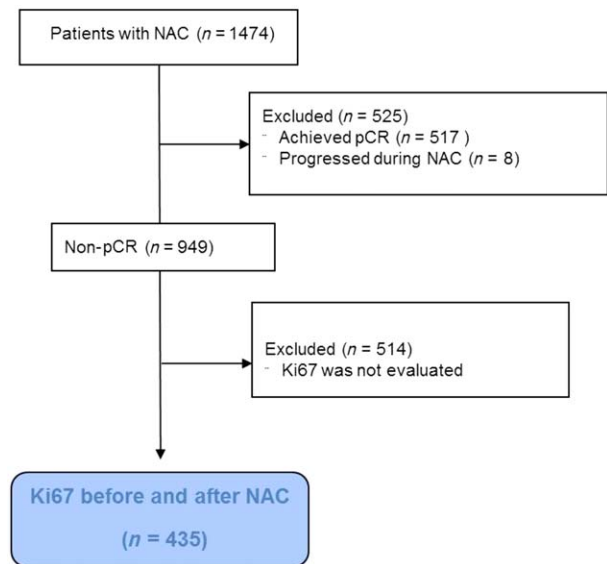 Patients with NAC (n = 1474)
Excluded (n = 525)
- Achieved pCR (n = 517 )
- Progressed during NAC (n = 8)
Non-pCR (n = 949)
Excluded (n = 514)
- Ki67 was not evaluated
Ki67 before and after NAC
(n = 435)